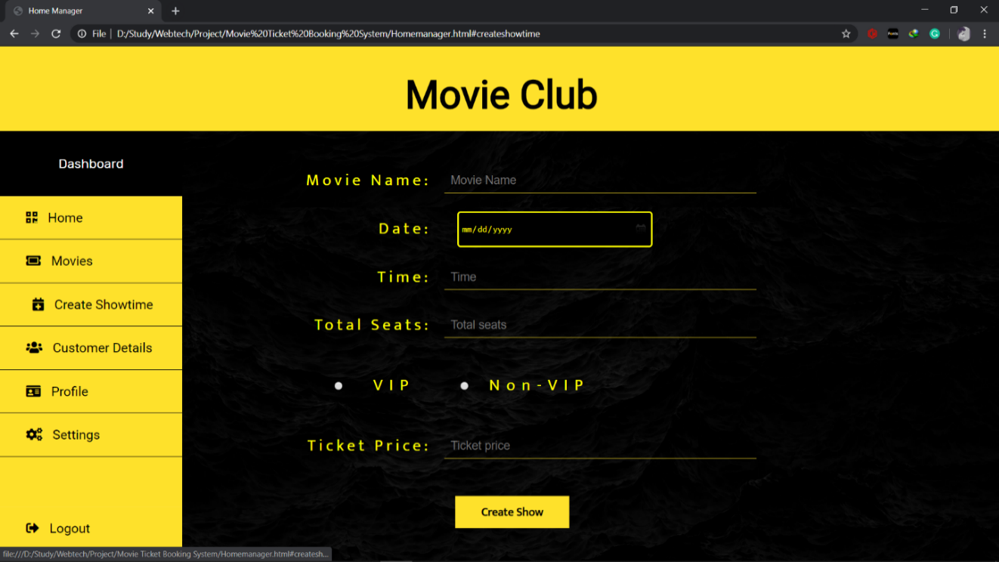 Home Manager
File | D:/Study/Webtech/Project/Movie%20Ticket%20Booking%20System/Homemanager.html#createshowtime
Movie Club
Dashboard
Home
Movies
Create Showtime
Customer Details
Profile
Settings
Logout
Movie Name: Movie Name
Date: mm/dd/yyyy
Time: Time
Total Seats: Total seats
VIP Non-VIP
Ticket Price: Ticket price
Create Show
file:///D:/Study/Webtech/Project/Movie Ticket Booking System/Homemanager.html#createsh...